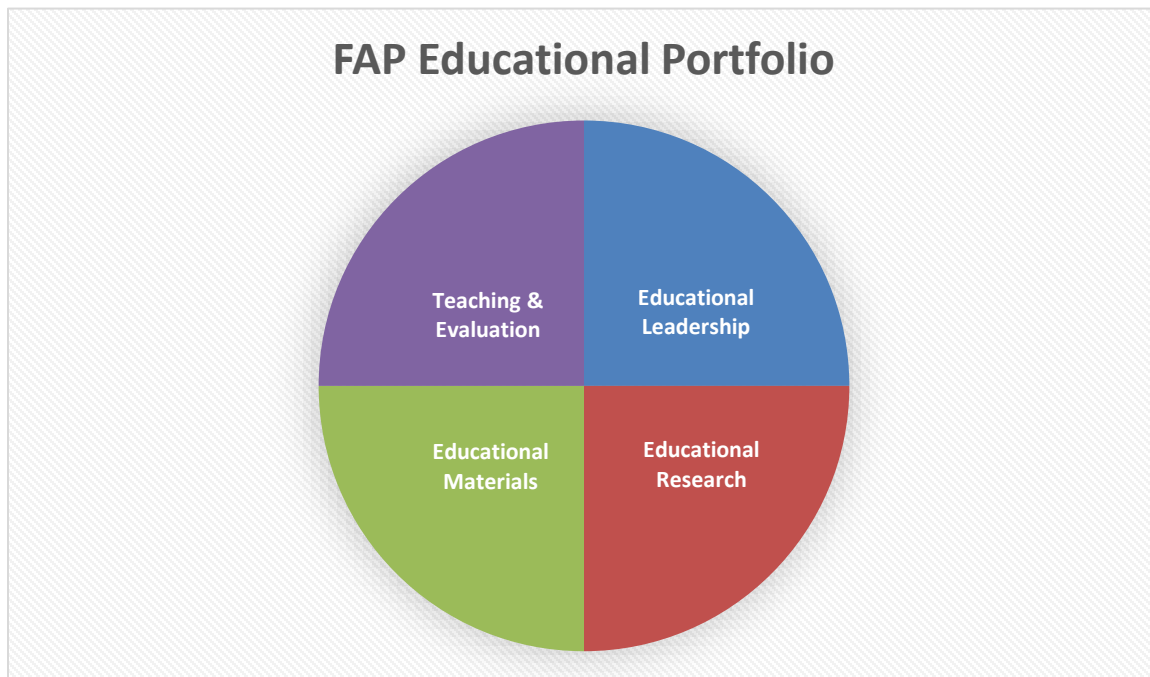 FAP Educational Portfolio
Teaching &
Evaluation
Educational
Leadership
Educational
Materials
Educational
Research